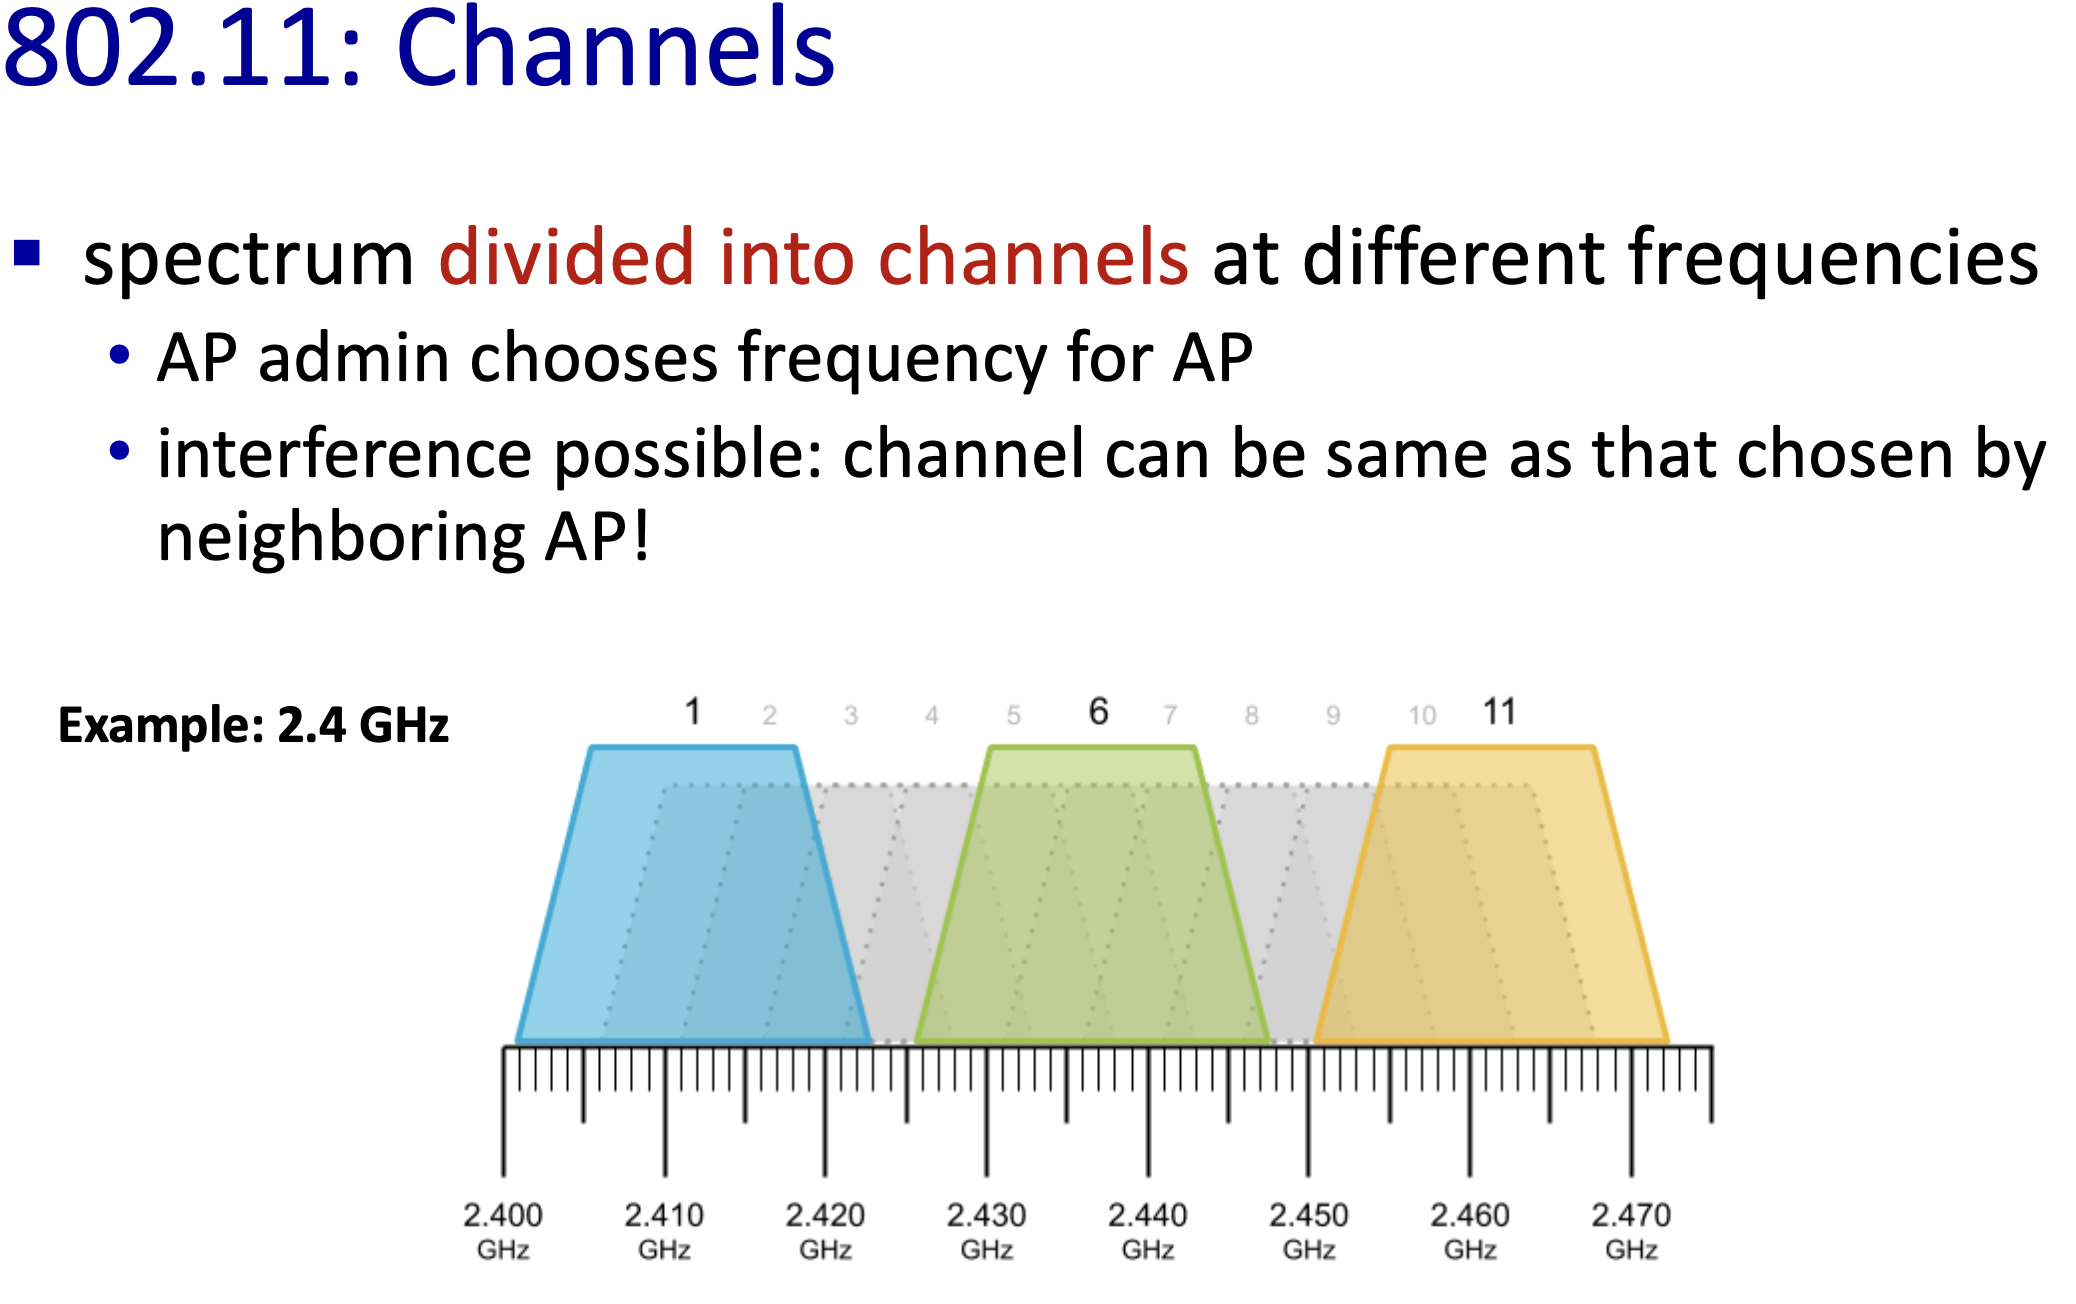 802.11: Channels
▪ spectrum divided into channels at different frequencies
• AP admin chooses frequency for AP
• interference possible: channel can be same as that chosen by
neighboring AP!
Example: 2.4 GHz
1 2 3 4 5 6 7 8 9 10 11
2.400 2.410 2.420 2.430 2.440 2.450 2.460 2.470
GHz GHz GHz GHz GHz GHz GHz GHz